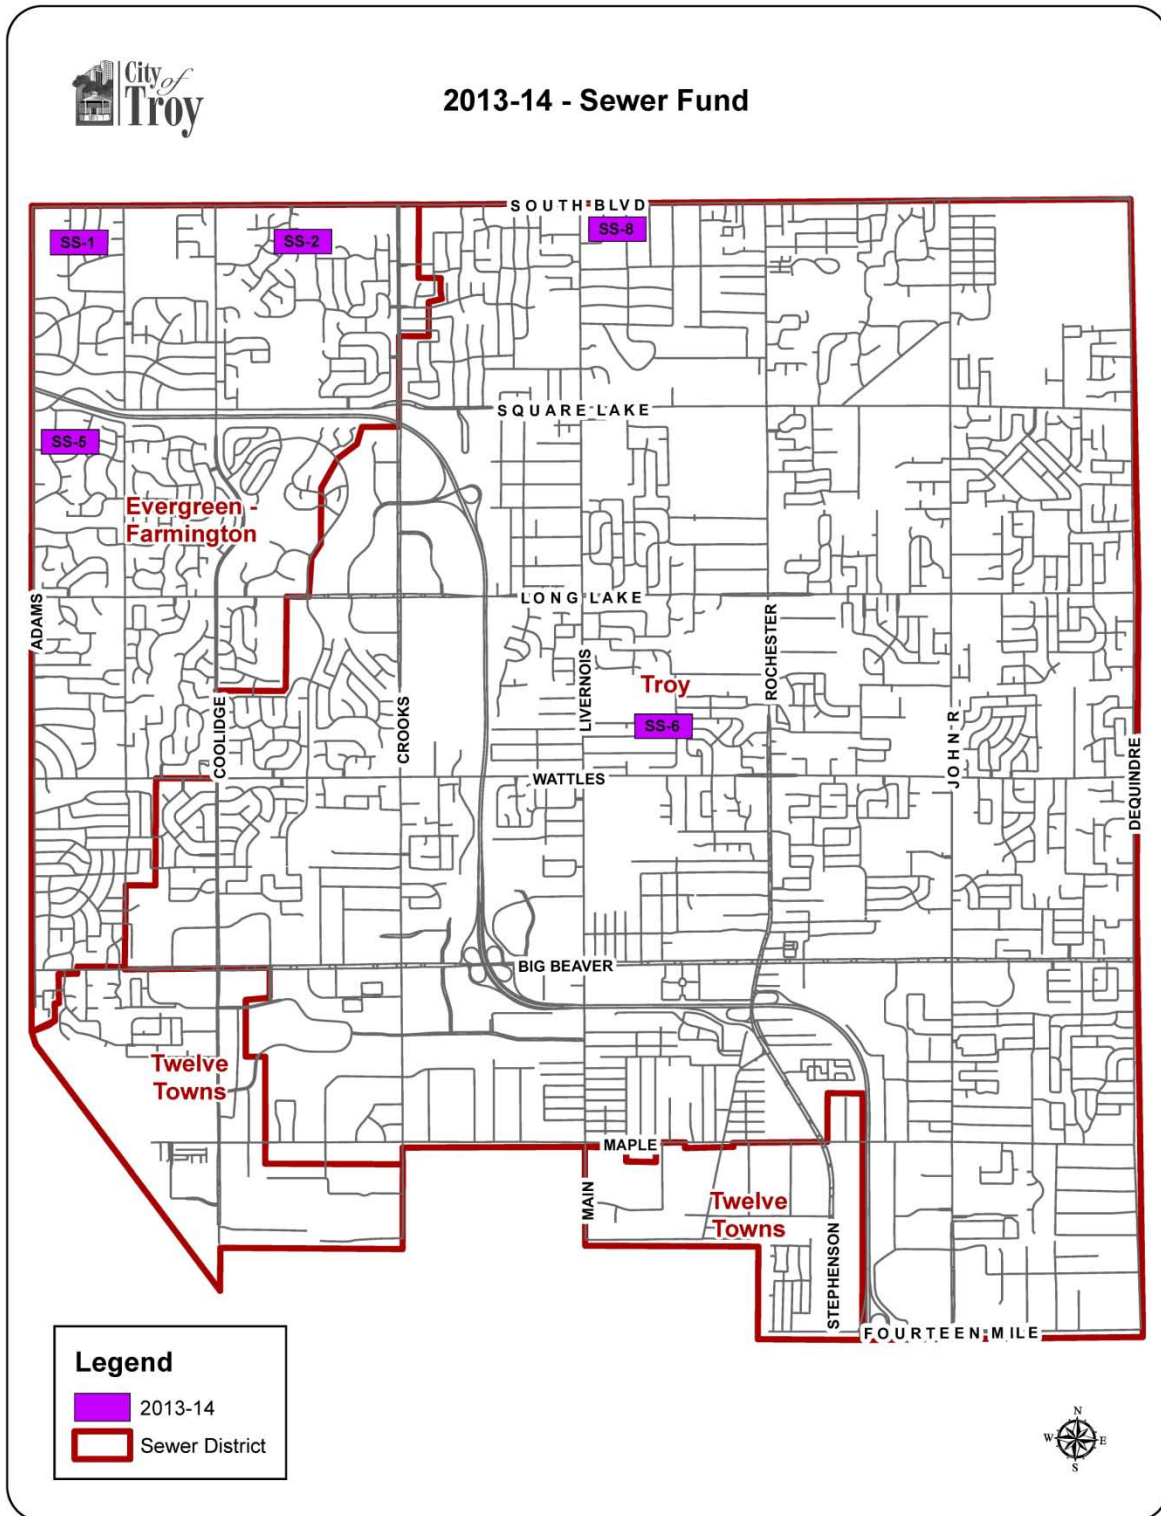 City of
Troy
2013-14 - Sewer Fund
SOUTH BLVD
SS-1
SS-2
SS-8
SQUARE LAKE
SS-5
Evergreen -
Farmington
LONG LAKE
ADAMS
ROCHESTER
LIVERNOIS
Troy
COOLIDGE
CROOKS
SS-6
JOHN R
DEQUINDRE
WATTLES
BIG BEAVER
Twelve
Towns
MAPLE
MAIN
Twelve
Towns
STEPHENSON
FOURTEEN MILE
Legend
2013-14
Sewer District
N
W
E
S